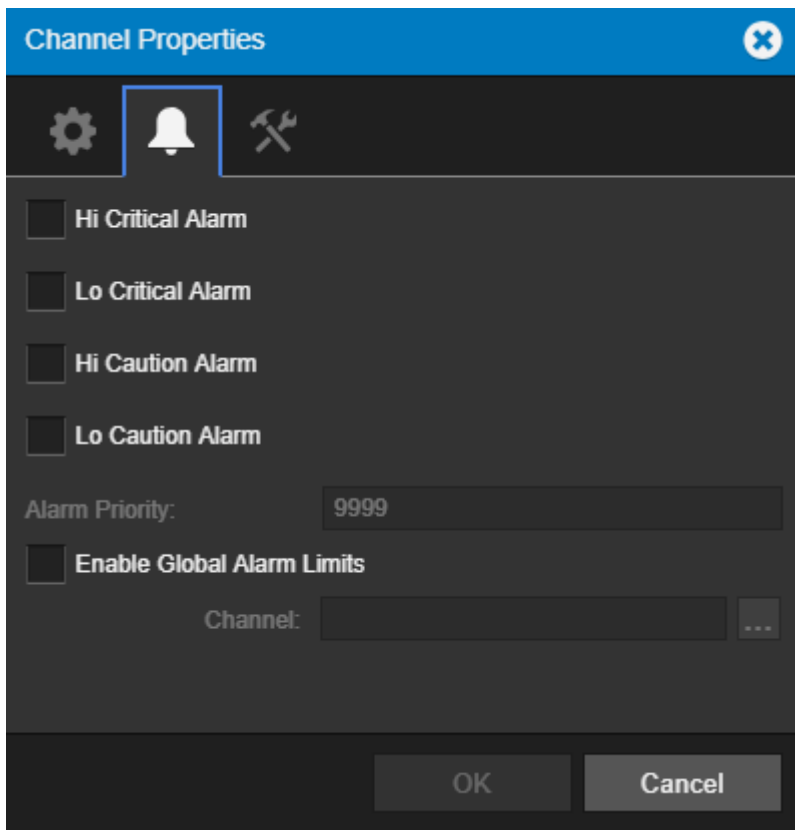 Channel Properties
Hi Critical Alarm
Lo Critical Alarm
Hi Caution Alarm
Lo Caution Alarm
Alarm Priority: 9999
Enable Global Alarm Limits
Channel: ...
OK Cancel